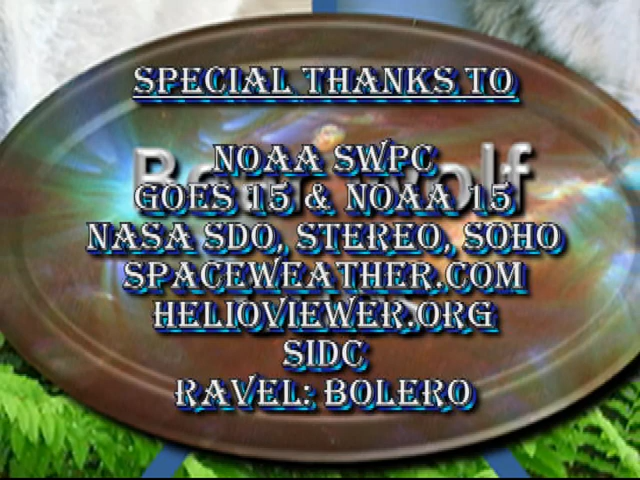 SPECIAL THANKS TO
NOAA SWPC
GOES 15 & NOAA 15
NASA SDO, STEREO, SOHO
SPACEWEATHER.COM
HELIOVIEWER.ORG
SIDC
RAVEL: BOLERO